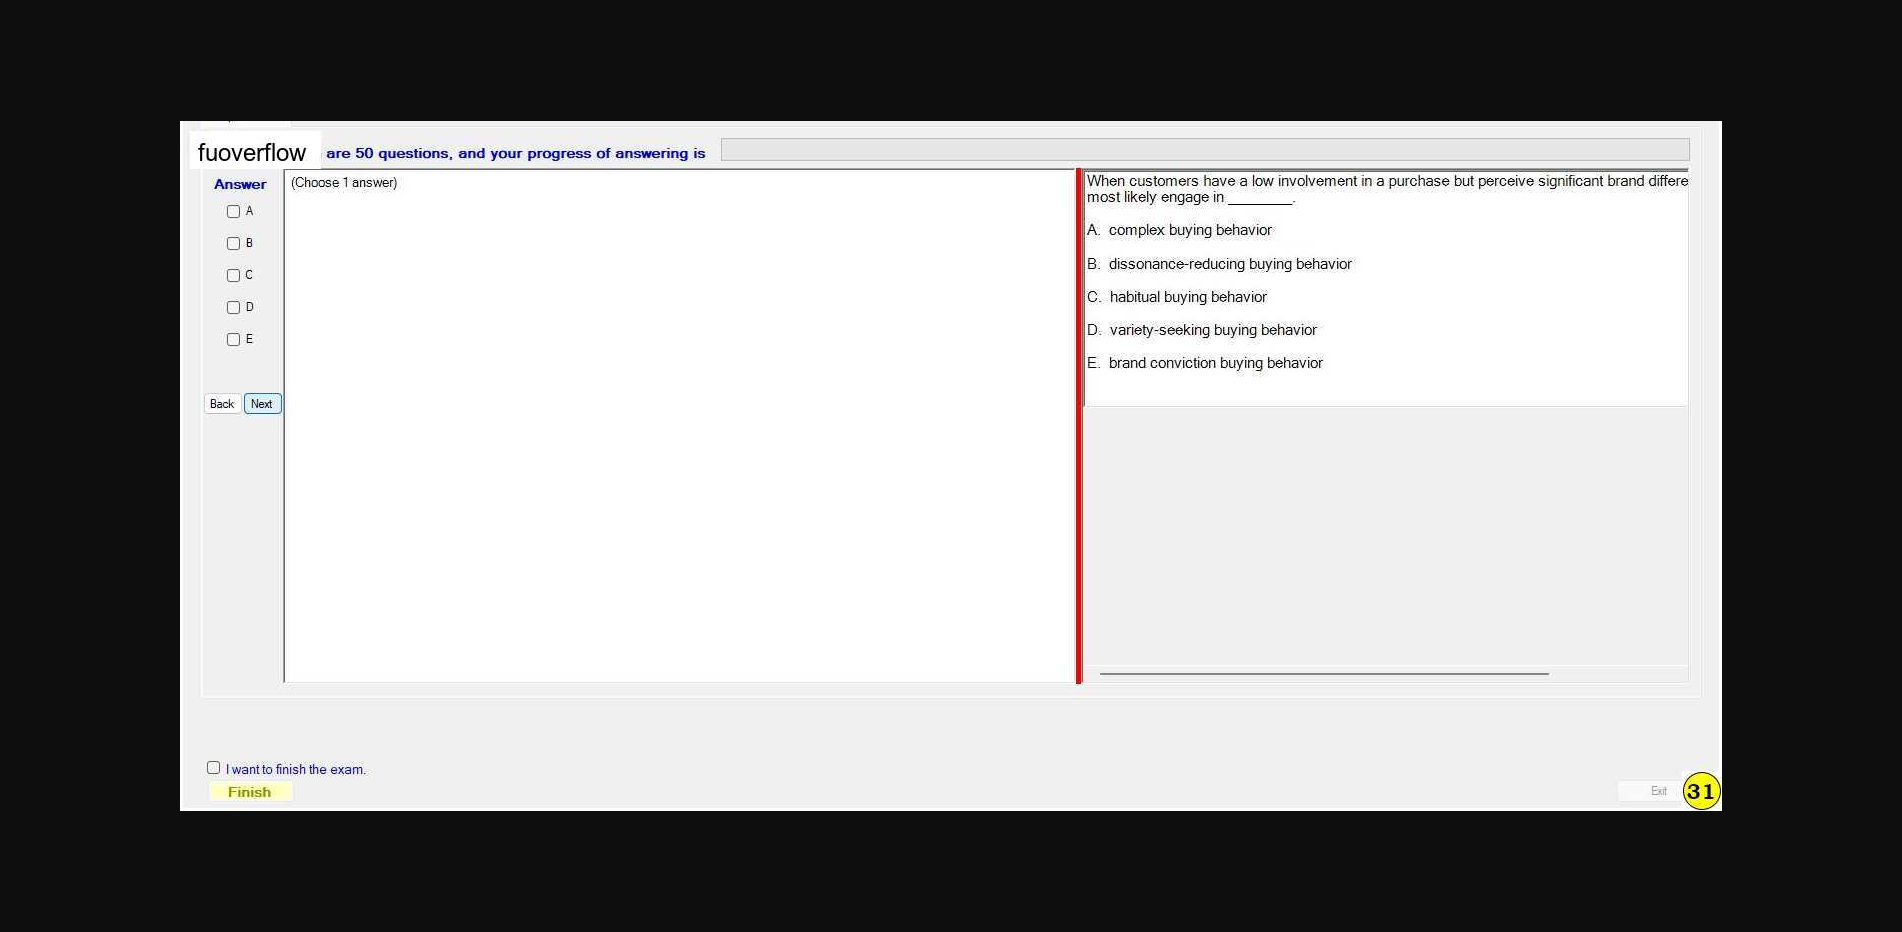 fuoverflow are 50 questions, and your progress of answering is
Answer
A
B
C
D
E
Back Next
(Choose 1 answer)
When customers have a low involvement in a purchase but perceive significant brand differe
most likely engage in ________.
A. complex buying behavior
B. dissonance-reducing buying behavior
C. habitual buying behavior
D. variety-seeking buying behavior
E. brand conviction buying behavior
I want to finish the exam.
Finish
Exit
31